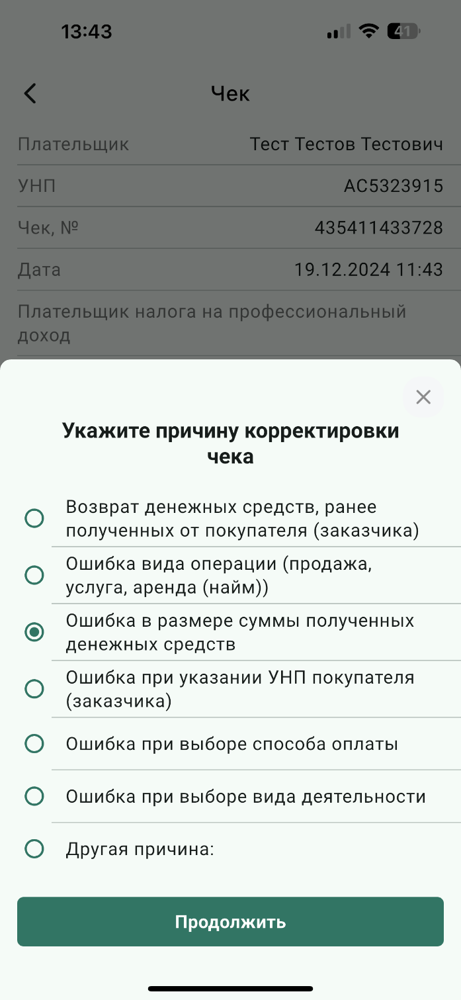 13:43
41
Чек
Плательщик Тест Тестов Тестович
УНП АС5323915
Чек, № 435411433728
Дата 19.12.2024 11:43
Плательщик налога на профессиональный
доход
Укажите причину корректировки
чека
Возврат денежных средств, ранее
полученных от покупателя (заказчика)
Ошибка вида операции (продажа,
услуга, аренда (найм))
Ошибка в размере суммы полученных
денежных средств
Ошибка при указании УНП покупателя
(заказчика)
Ошибка при выборе способа оплаты
Ошибка при выборе вида деятельности
Другая причина:
Продолжить